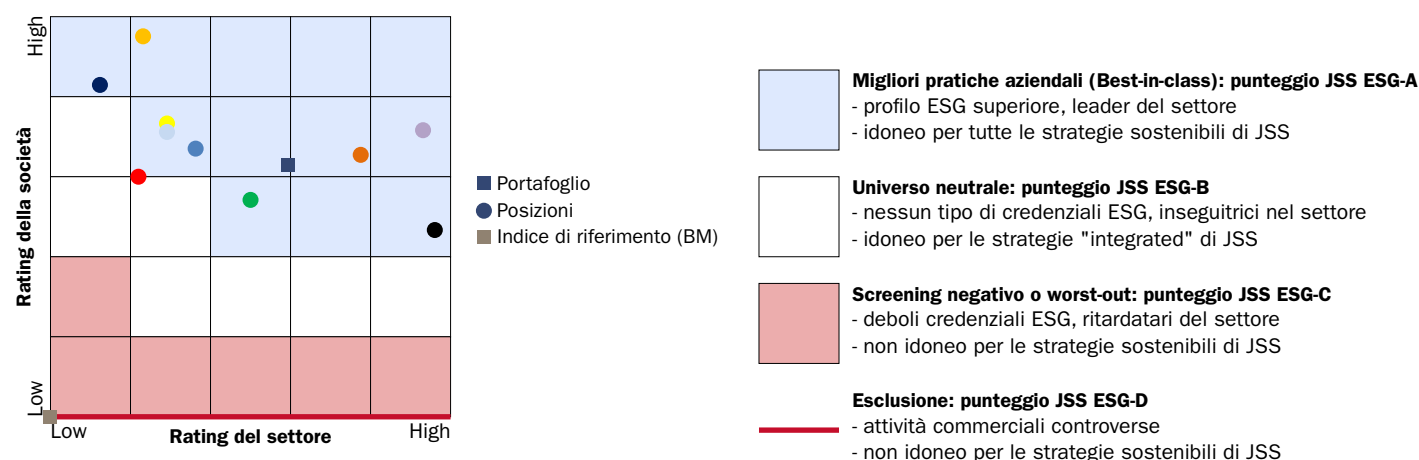 High
Rating della società
Low
Low
Rating del settore
High
Portafoglio
Posizioni
Indice di riferimento (BM)
Migliori pratiche aziendali (Best-in-class): punteggio JSS ESG-A
- profilo ESG superiore, leader del settore
- idoneo per tutte le strategie sostenibili di JSS
Universo neutrale: punteggio JSS ESG-B
- nessun tipo di credenziali ESG, inseguitrici nel settore
- idoneo per le strategie "integrated" di JSS
Screening negativo o worst-out: punteggio JSS ESG-C
- deboli credenziali ESG, ritardatari del settore
- non idoneo per le strategie sostenibili di JSS
Esclusione: punteggio JSS ESG-D
- attività commerciali controverse
- non idoneo per le strategie sostenibili di JSS